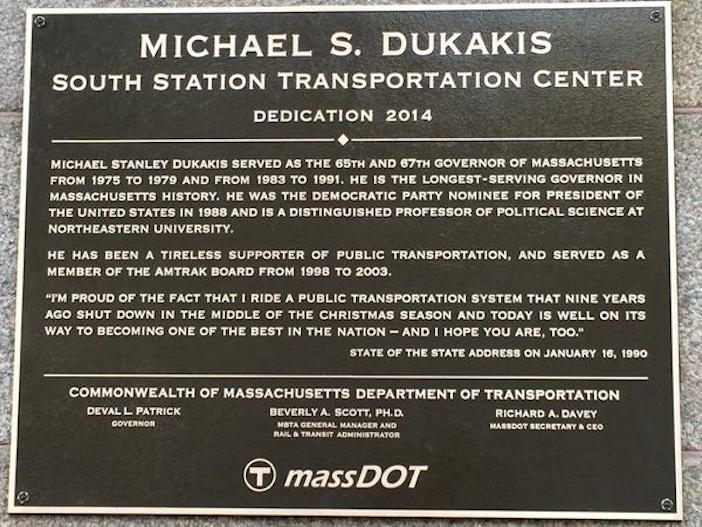 MICHAEL S. DUKAKIS
SOUTH STATION TRANSPORTATION CENTER
DEDICATION 2014
MICHAEL STANLEY DUKAKIS SERVED AS THE 65TH AND 67TH GOVERNOR OF MASSACHUSETTS
FROM 1975 TO 1979 AND FROM 1983 TO 1991. HE IS THE LONGEST-SERVING GOVERNOR IN
MASSACHUSETTS HISTORY. HE WAS THE DEMOCRATIC PARTY NOMINEE FOR PRESIDENT OF
THE UNITED STATES IN 1988 AND IS A DISTINGUISHED PROFESSOR OF POLITICAL SCIENCE AT
NORTHEASTERN UNIVERSITY.
HE HAS BEEN A TIRELESS SUPPORTER OF PUBLIC TRANSPORTATION, AND SERVED AS A
MEMBER OF THE AMTRAK BOARD FROM 1998 TO 2003.
"I'M PROUD OF THE FACT THAT I RIDE A PUBLIC TRANSPORTATION SYSTEM THAT NINE YEARS
AGO SHUT DOWN IN THE MIDDLE OF THE CHRISTMAS SEASON AND TODAY IS WELL ON ITS
WAY TO BECOMING ONE OF THE BEST IN THE NATION – AND I HOPE YOU ARE, TOO."
STATE OF THE STATE ADDRESS ON JANUARY 16, 1990
COMMONWEALTH OF MASSACHUSETTS DEPARTMENT OF TRANSPORTATION
DEVAL L. PATRICK
GOVERNOR
BEVERLY A. SCOTT, PH.D.
MBTA GENERAL MANAGER AND
RAIL & TRANSIT ADMINISTRATOR
RICHARD A. DAVEY
MASSDOT SECRETARY & CEO
T massDOT